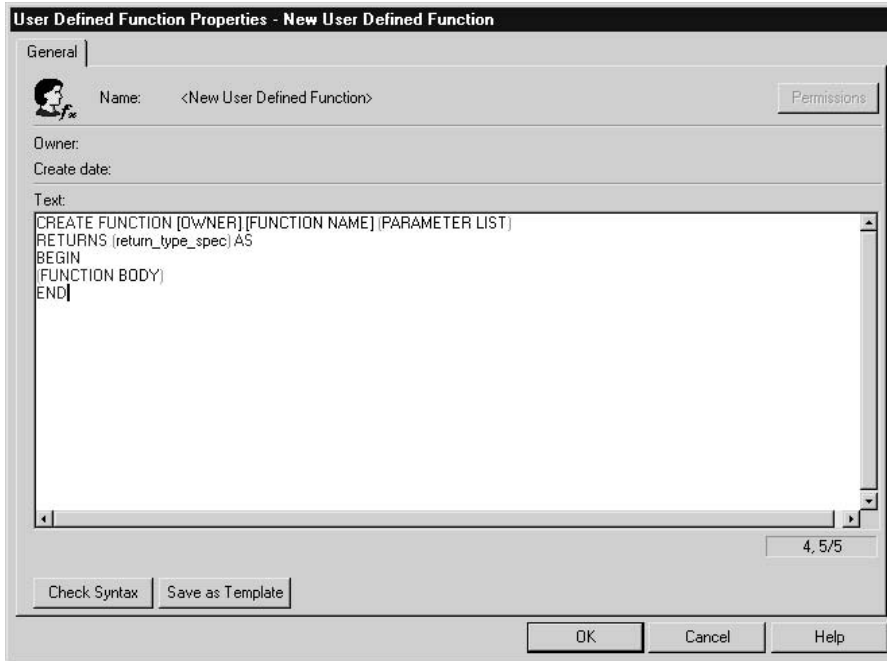 User Defined Function Properties - New User Defined Function
General
fx
Name: <New User Defined Function>
Permissions
Owner:
Create date:
Text:
CREATE FUNCTION [OWNER].[FUNCTION NAME] (PARAMETER LIST)
RETURNS (return_type_spec) AS
BEGIN
(FUNCTION BODY)
END
4, 5/5
Check Syntax Save as Template
OK Cancel Help